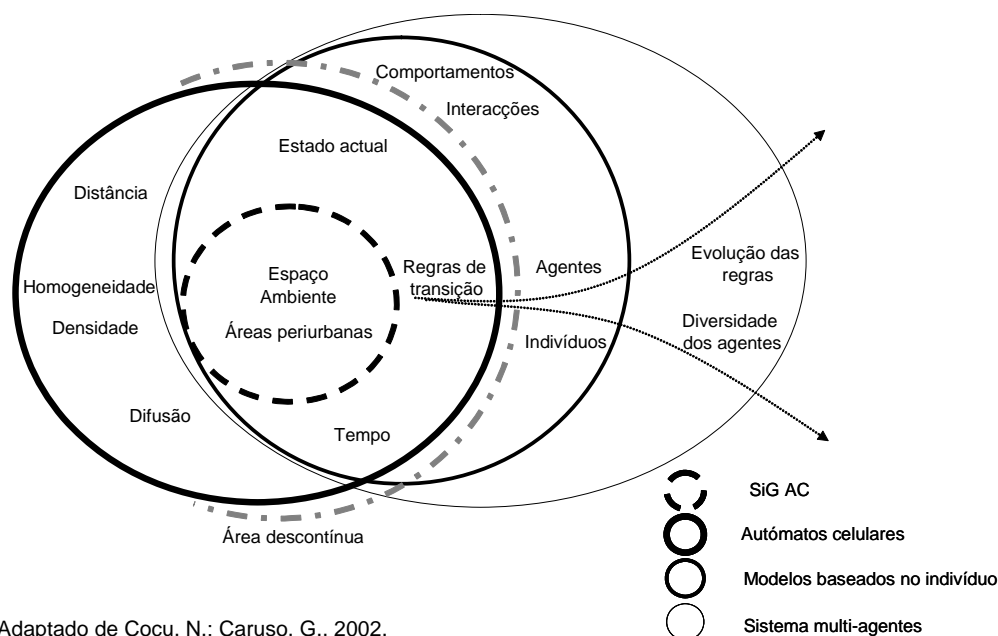 Comportamentos
Interacções
Estado actual
Distância
Evolução das
regras
Espaço
Ambiente
Regras de
transição
Agentes
Homogeneidade
Densidade
Áreas periurbanas
Indivíduos
Diversidade
dos agentes
Difusão
Tempo
Área descontínua
SiG AC
Autómatos celulares
Modelos baseados no indivíduo
Sistema multi-agentes
Adaptado de Cocu, N.; Caruso, G., 2002.